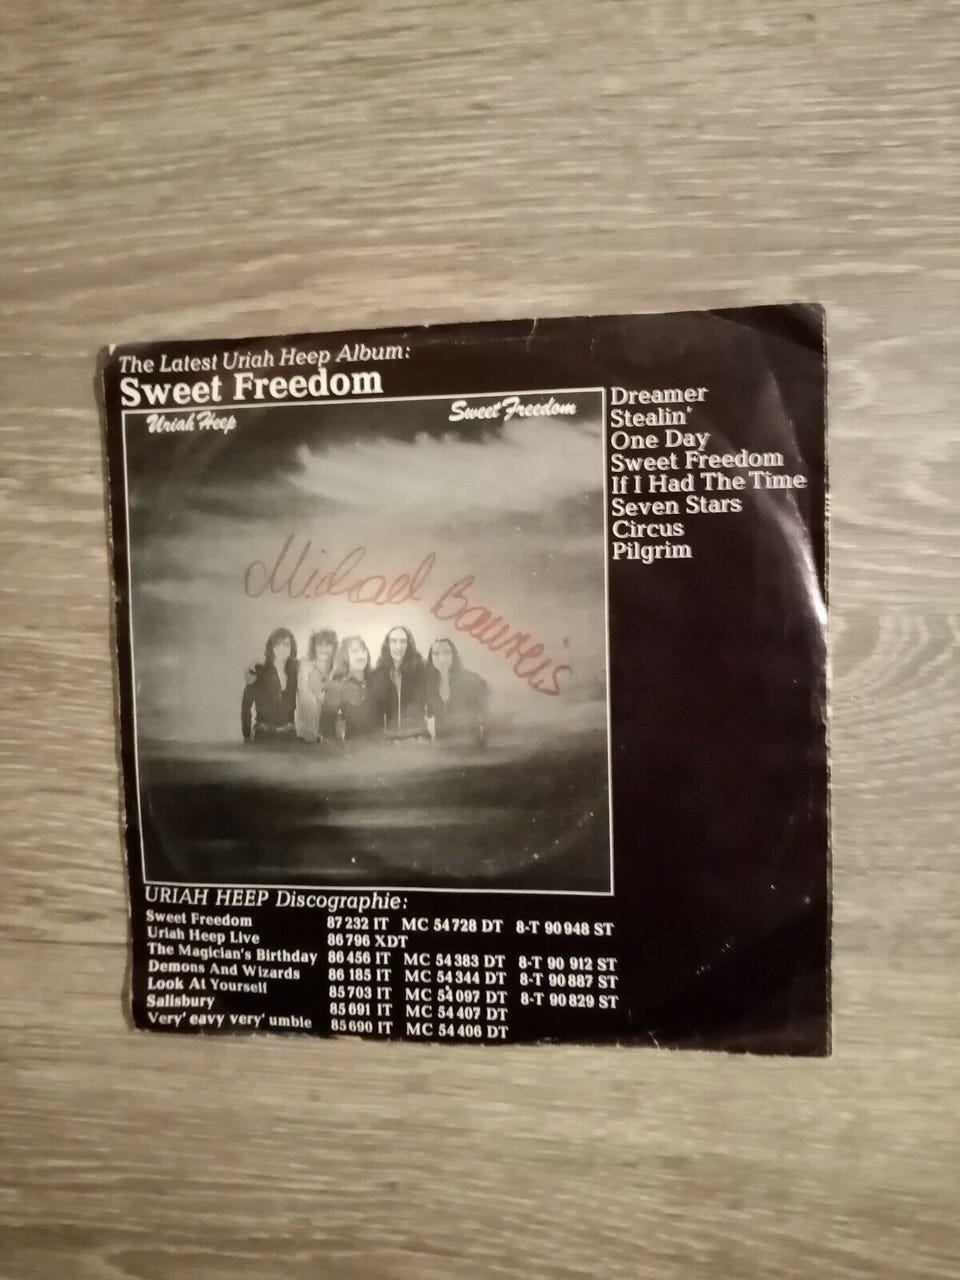 The Latest Uriah Heep Album:
Sweet Freedom
Uriah Heep Sweet Freedom
Dreamer
Stealin'
One Day
Sweet Freedom
If I Had The Time
Seven Stars
Circus
Pilgrim
Michael Baureis
URIAH HEEP Discographie:
Sweet Freedom 87 232 IT MC 54 728 DT 8-T 90 948 ST
Uriah Heep Live 86 796 XDT
The Magician's Birthday 86 456 IT MC 54 383 DT 8-T 90 912 ST
Demons And Wizards 86 185 IT MC 54 344 DT 8-T 90 887 ST
Look At Yourself 85 703 IT MC 54 097 DT 8-T 90 829 ST
Salisbury 85 691 IT MC 54 407 DT
Very' eavy very' umble 85 690 IT MC 54 406 DT